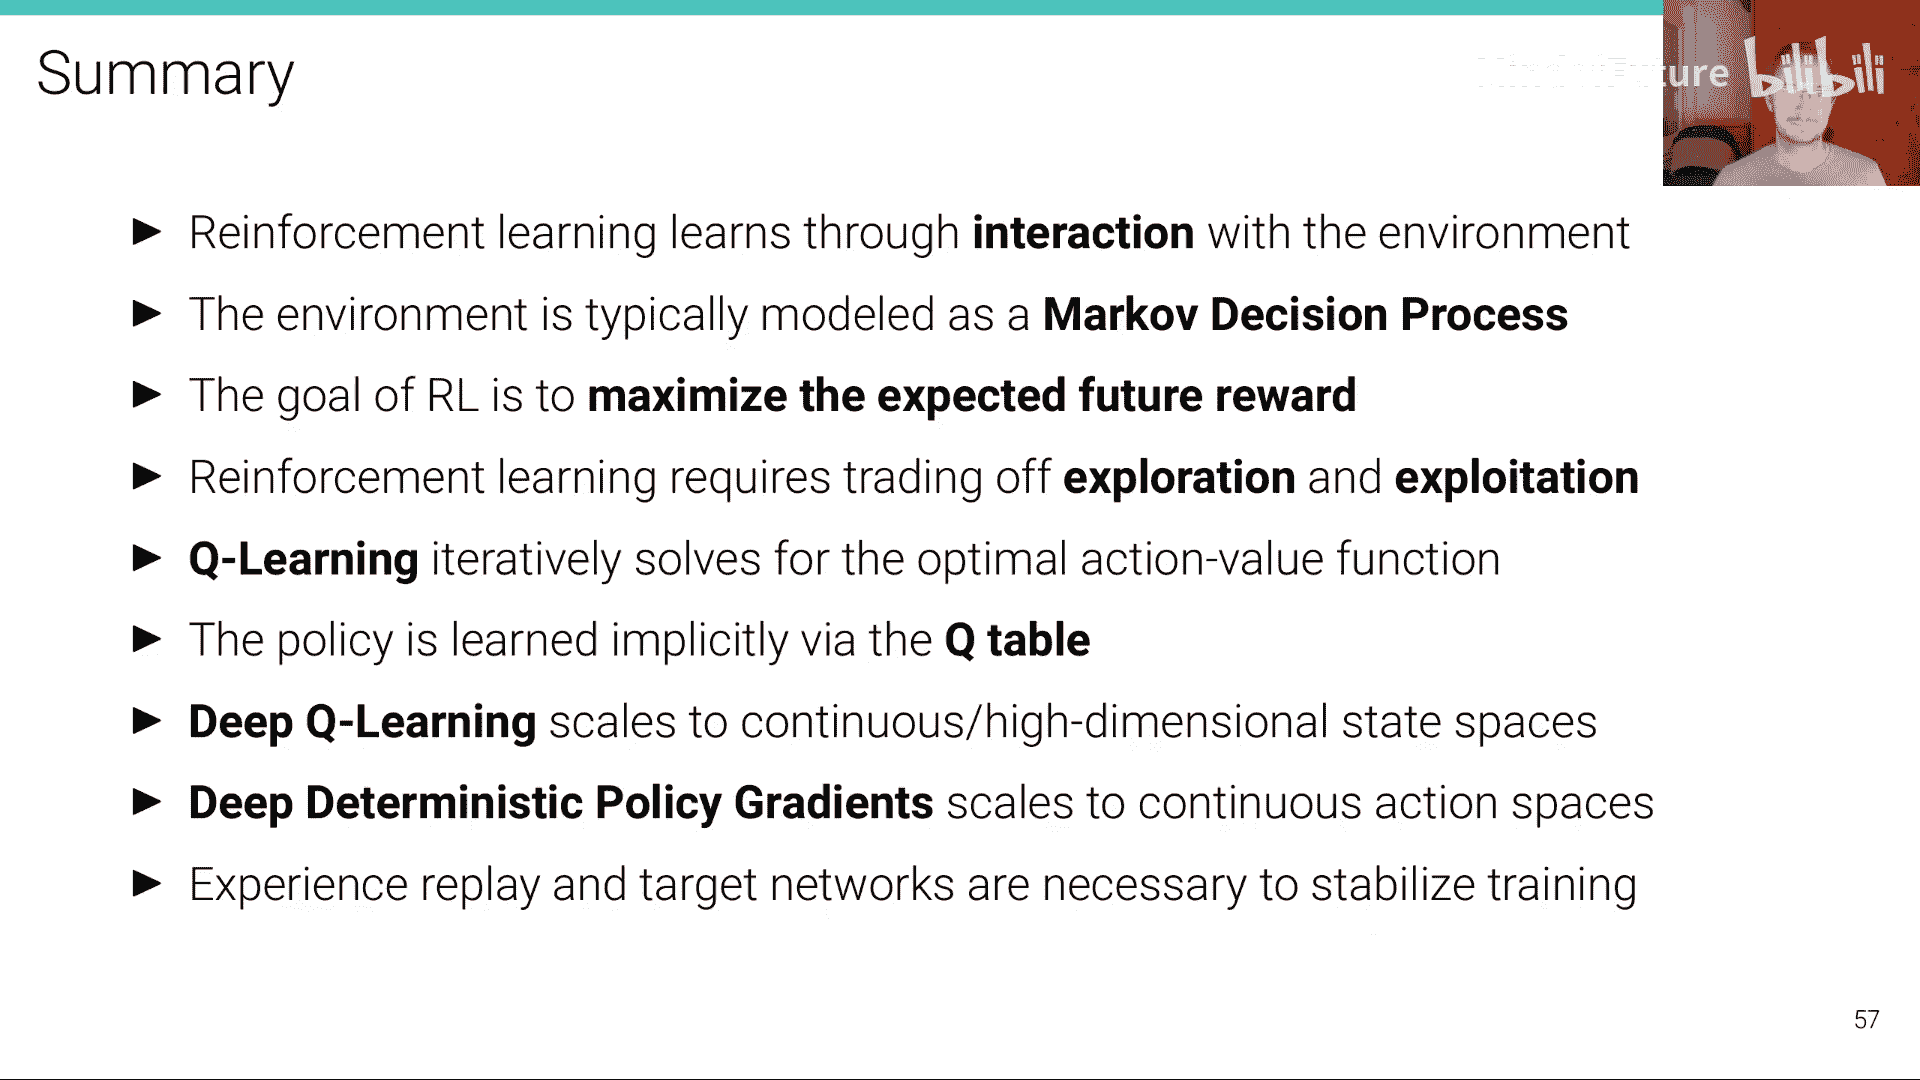 Summary
bilibili
► Reinforcement learning learns through interaction with the environment
► The environment is typically modeled as a Markov Decision Process
► The goal of RL is to maximize the expected future reward
► Reinforcement learning requires trading off exploration and exploitation
► Q-Learning iteratively solves for the optimal action-value function
► The policy is learned implicitly via the Q table
► Deep Q-Learning scales to continuous/high-dimensional state spaces
► Deep Deterministic Policy Gradients scales to continuous action spaces
► Experience replay and target networks are necessary to stabilize training
57